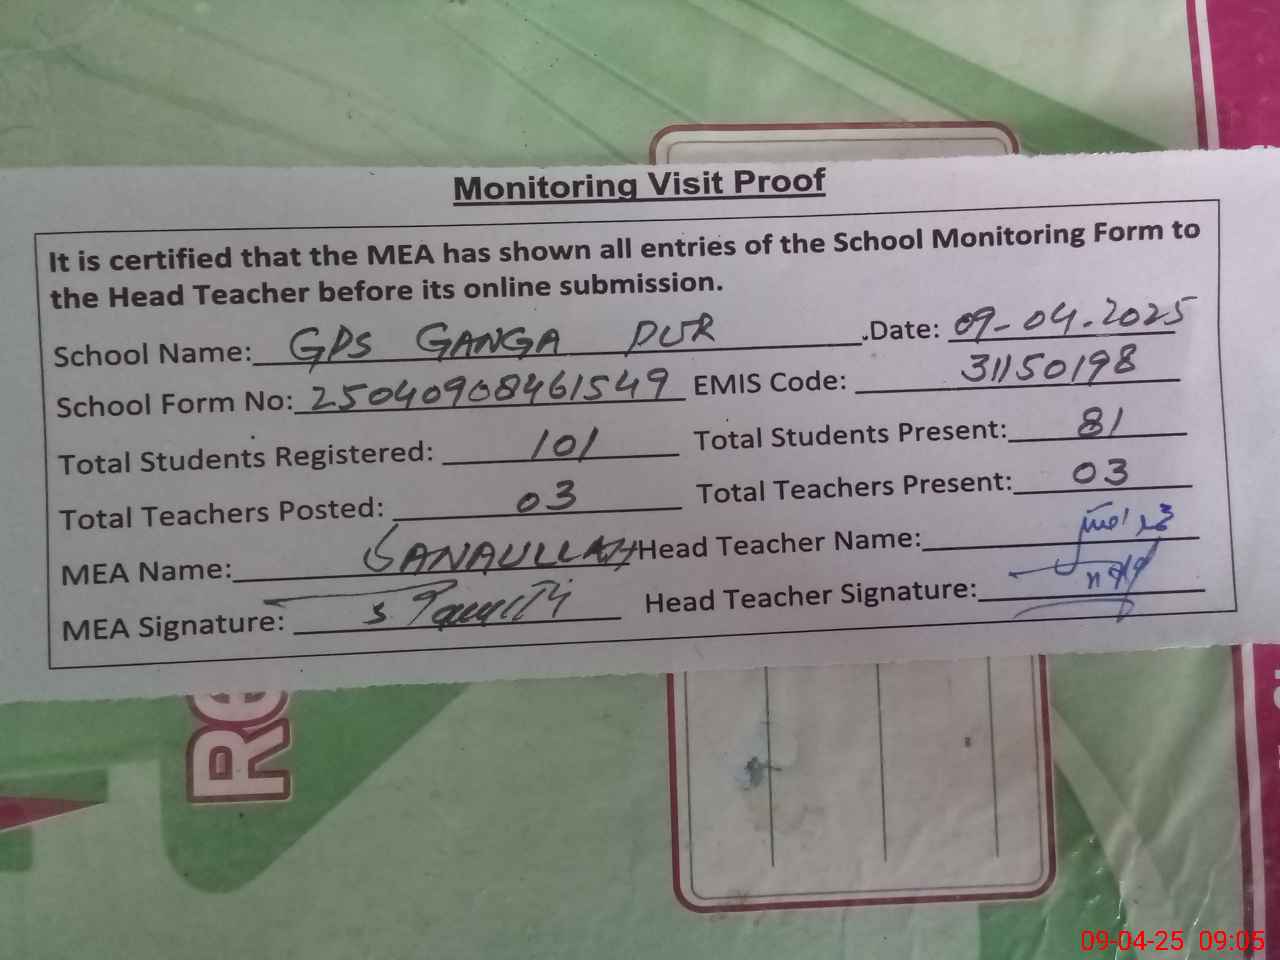 Monitoring Visit Proof
It is certified that the MEA has shown all entries of the School Monitoring Form to
the Head Teacher before its online submission.
School Name: GPS GANGA PUR .Date: 09-04.2025
School Form No: 25040908461549 EMIS Code: 31150198
Total Students Registered: 101 Total Students Present: 81
Total Teachers Posted: 03 Total Teachers Present: 03
MEA Name: SANAULLAH Head Teacher Name:
MEA Signature: Head Teacher Signature:
09-04-25 09:05